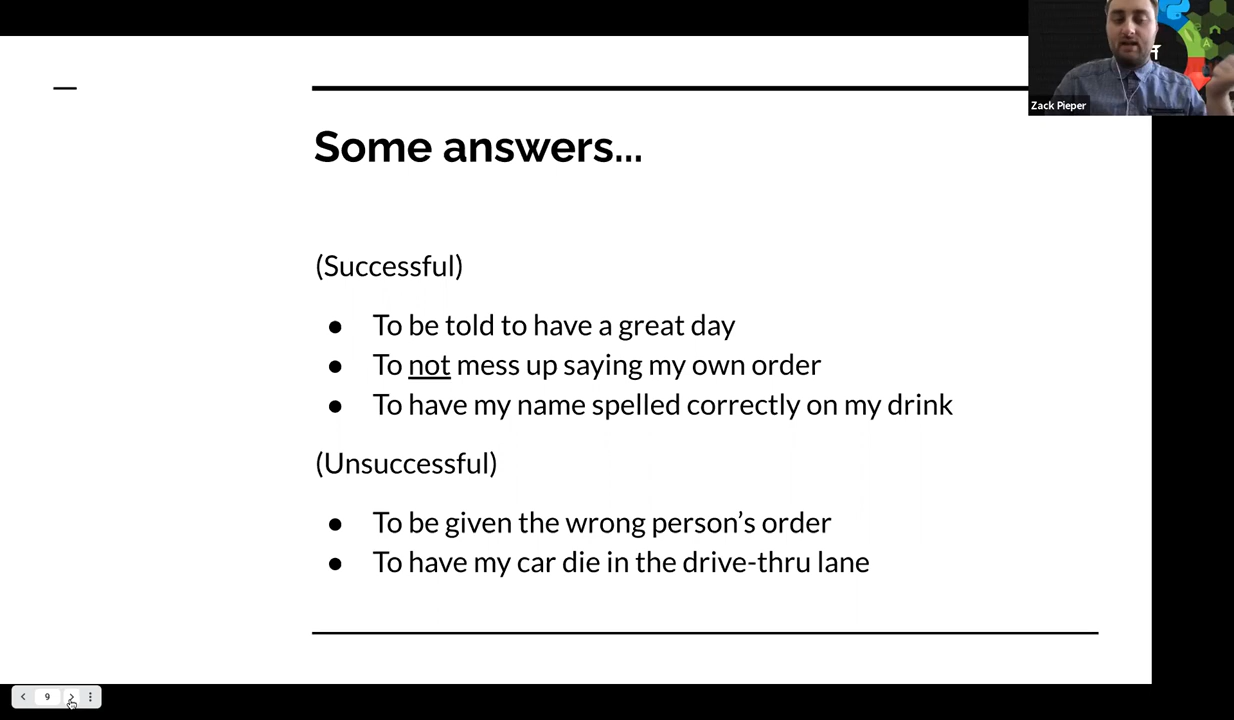 Zack Pieper
Some answers...
(Successful)
● To be told to have a great day
● To not mess up saying my own order
● To have my name spelled correctly on my drink
(Unsuccessful)
● To be given the wrong person’s order
● To have my car die in the drive-thru lane
9